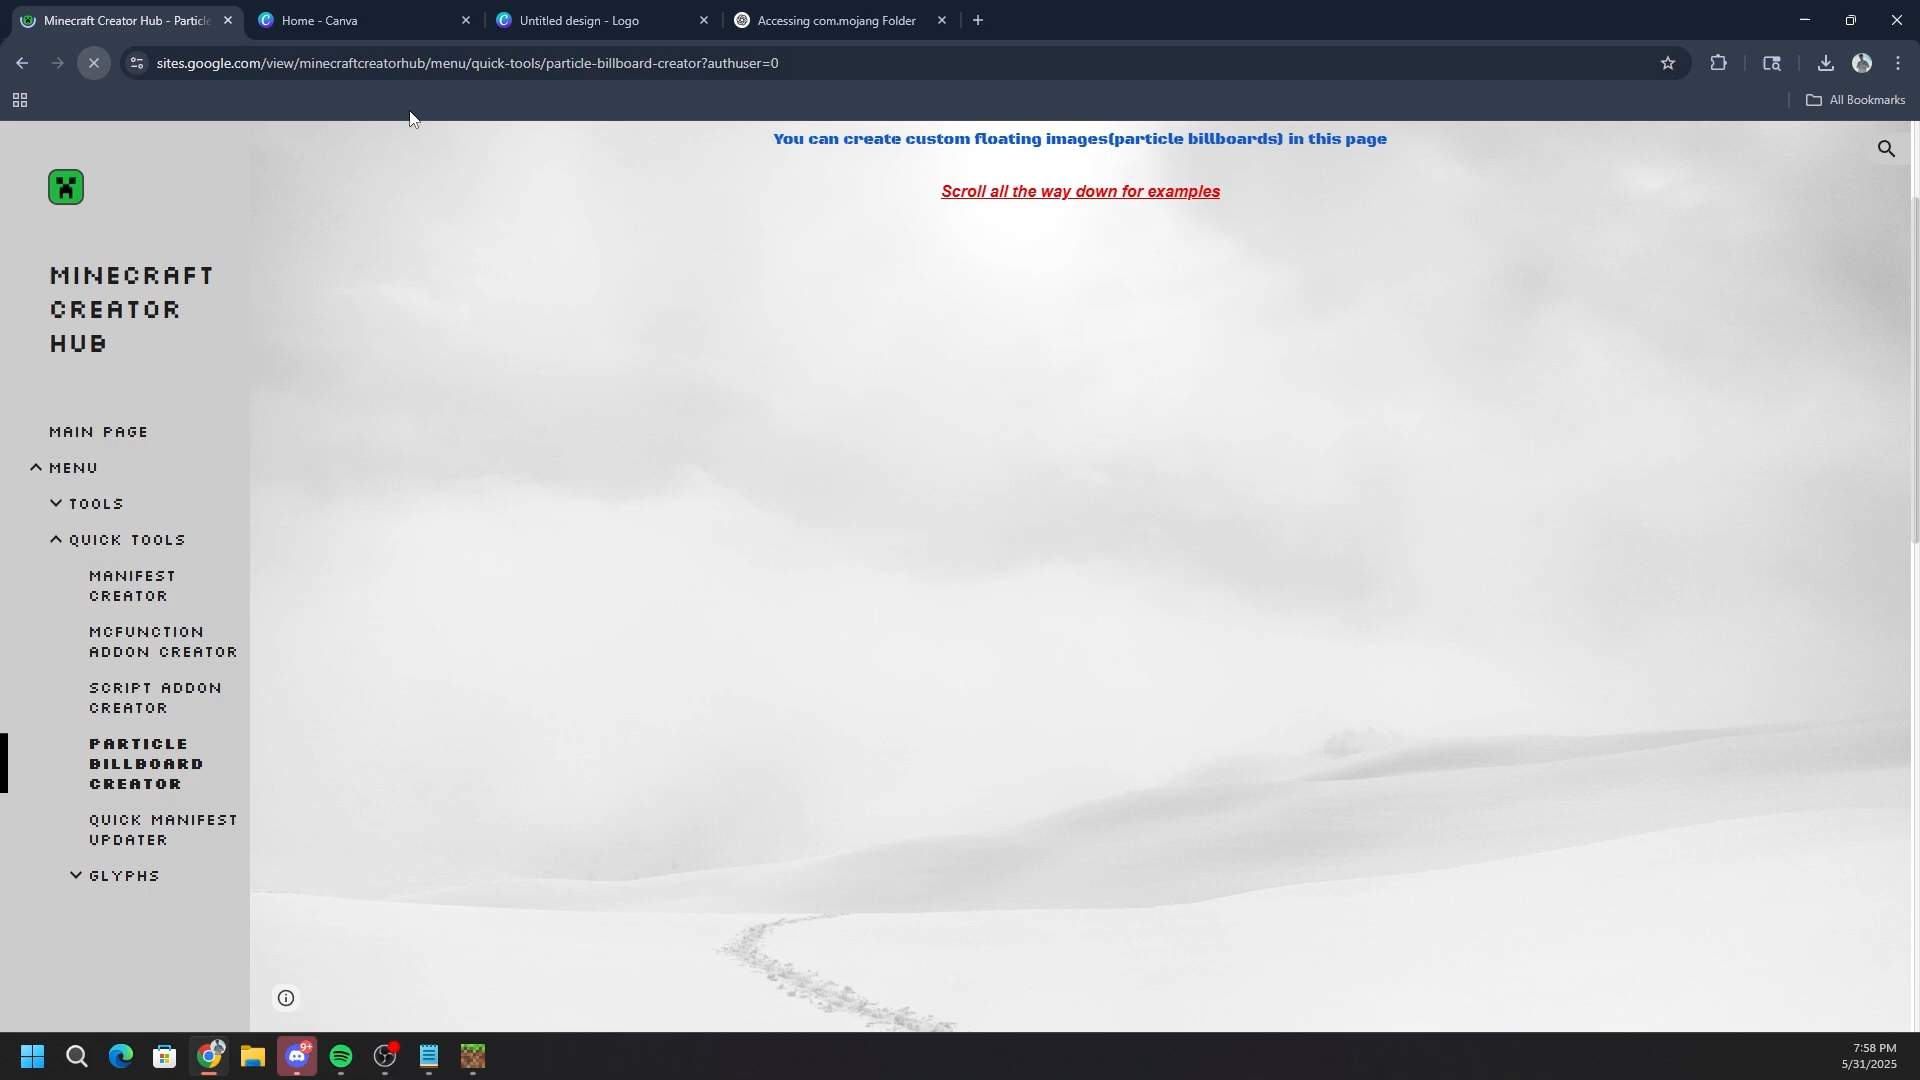 Minecraft Creator Hub - Particle
Home - Canva
Untitled design - Logo
Accessing com.mojang Folder
sites.google.com/view/minecraftcreatorhub/menu/quick-tools/particle-billboard-creator?authuser=0
All Bookmarks
You can create custom floating images(particle billboards) in this page
Scroll all the way down for examples
MINECRAFT
CREATOR
HUB
MAIN PAGE
MENU
TOOLS
QUICK TOOLS
MANIFEST
CREATOR
MCFUNCTION
ADDON CREATOR
SCRIPT ADDON
CREATOR
PARTICLE
BILLBOARD
CREATOR
QUICK MANIFEST
UPDATER
GLYPHS
9+
7:58 PM
5/31/2025